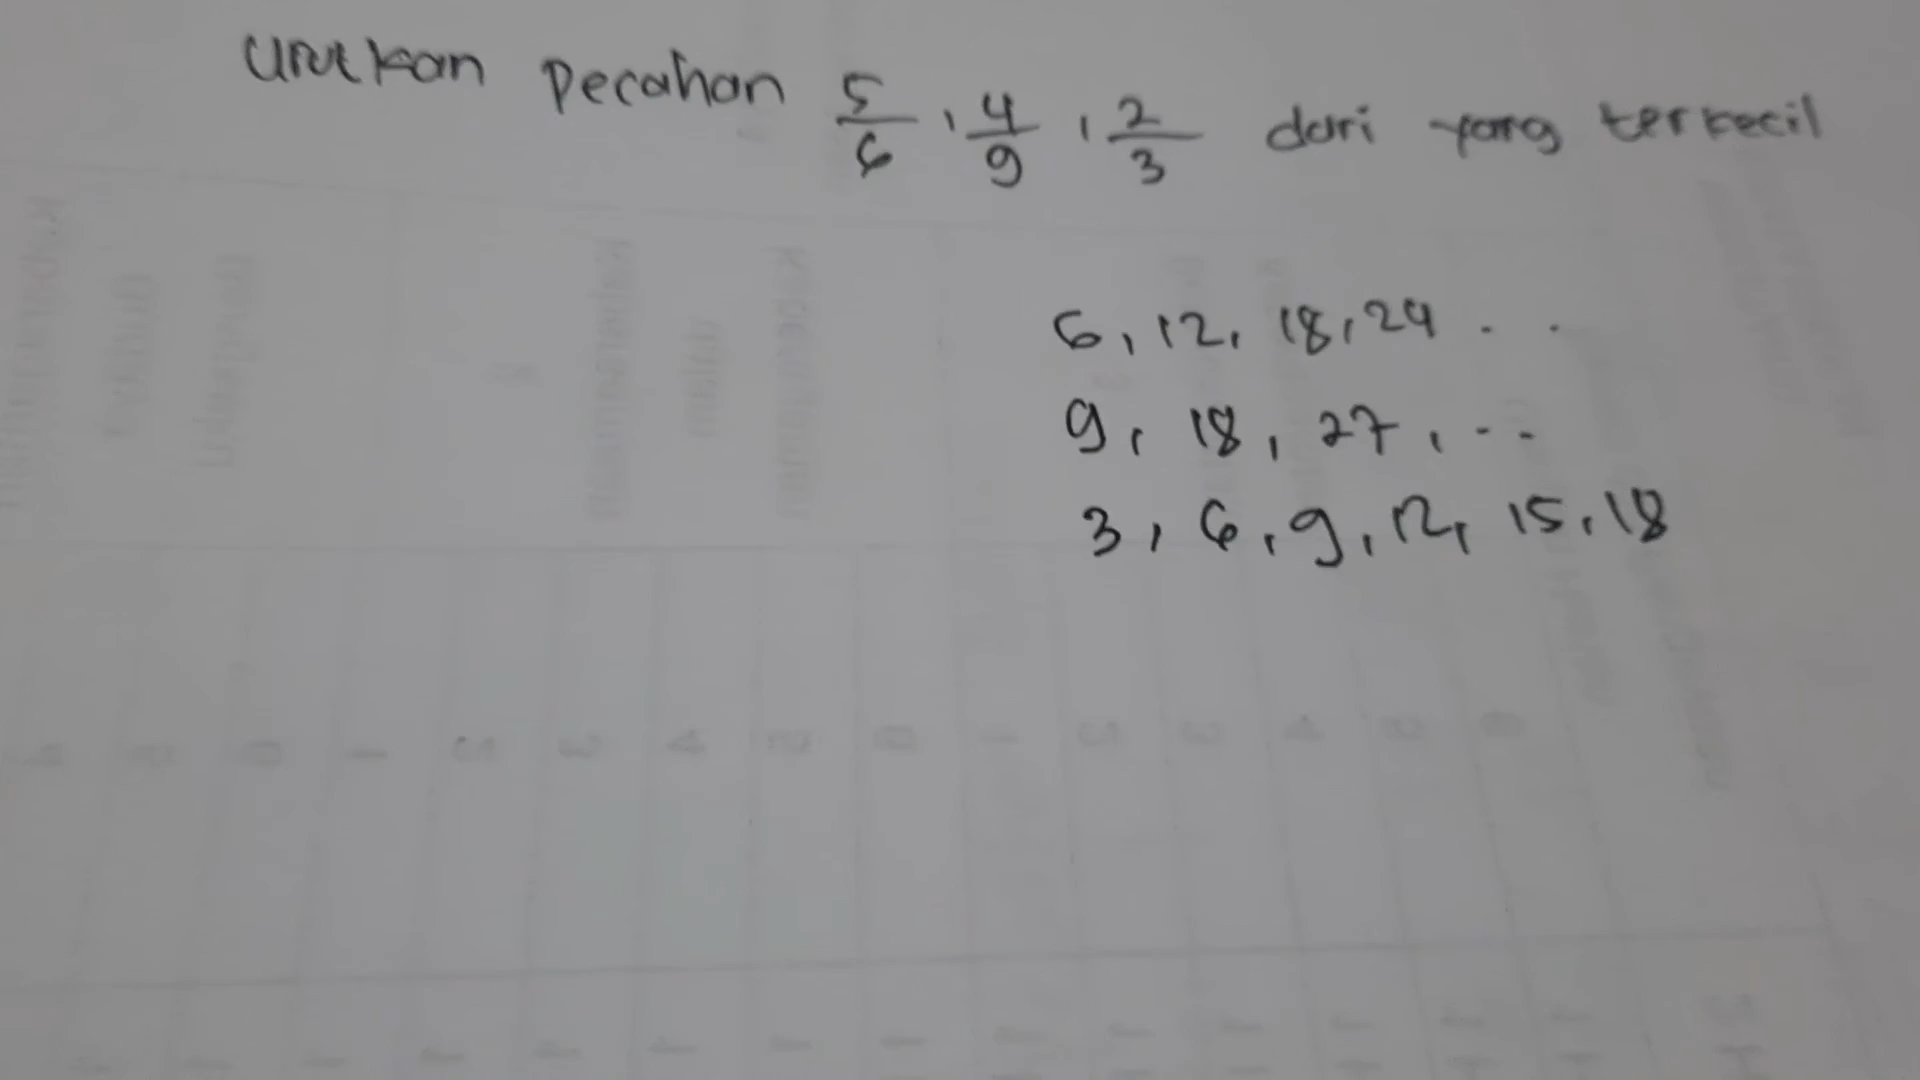 Urutkan pecahan 5/6, 4/9, 2/3 dari yang terkecil
6, 12, 18, 24 . .
9, 18, 27, ...
3, 6, 9, 12, 15, 18